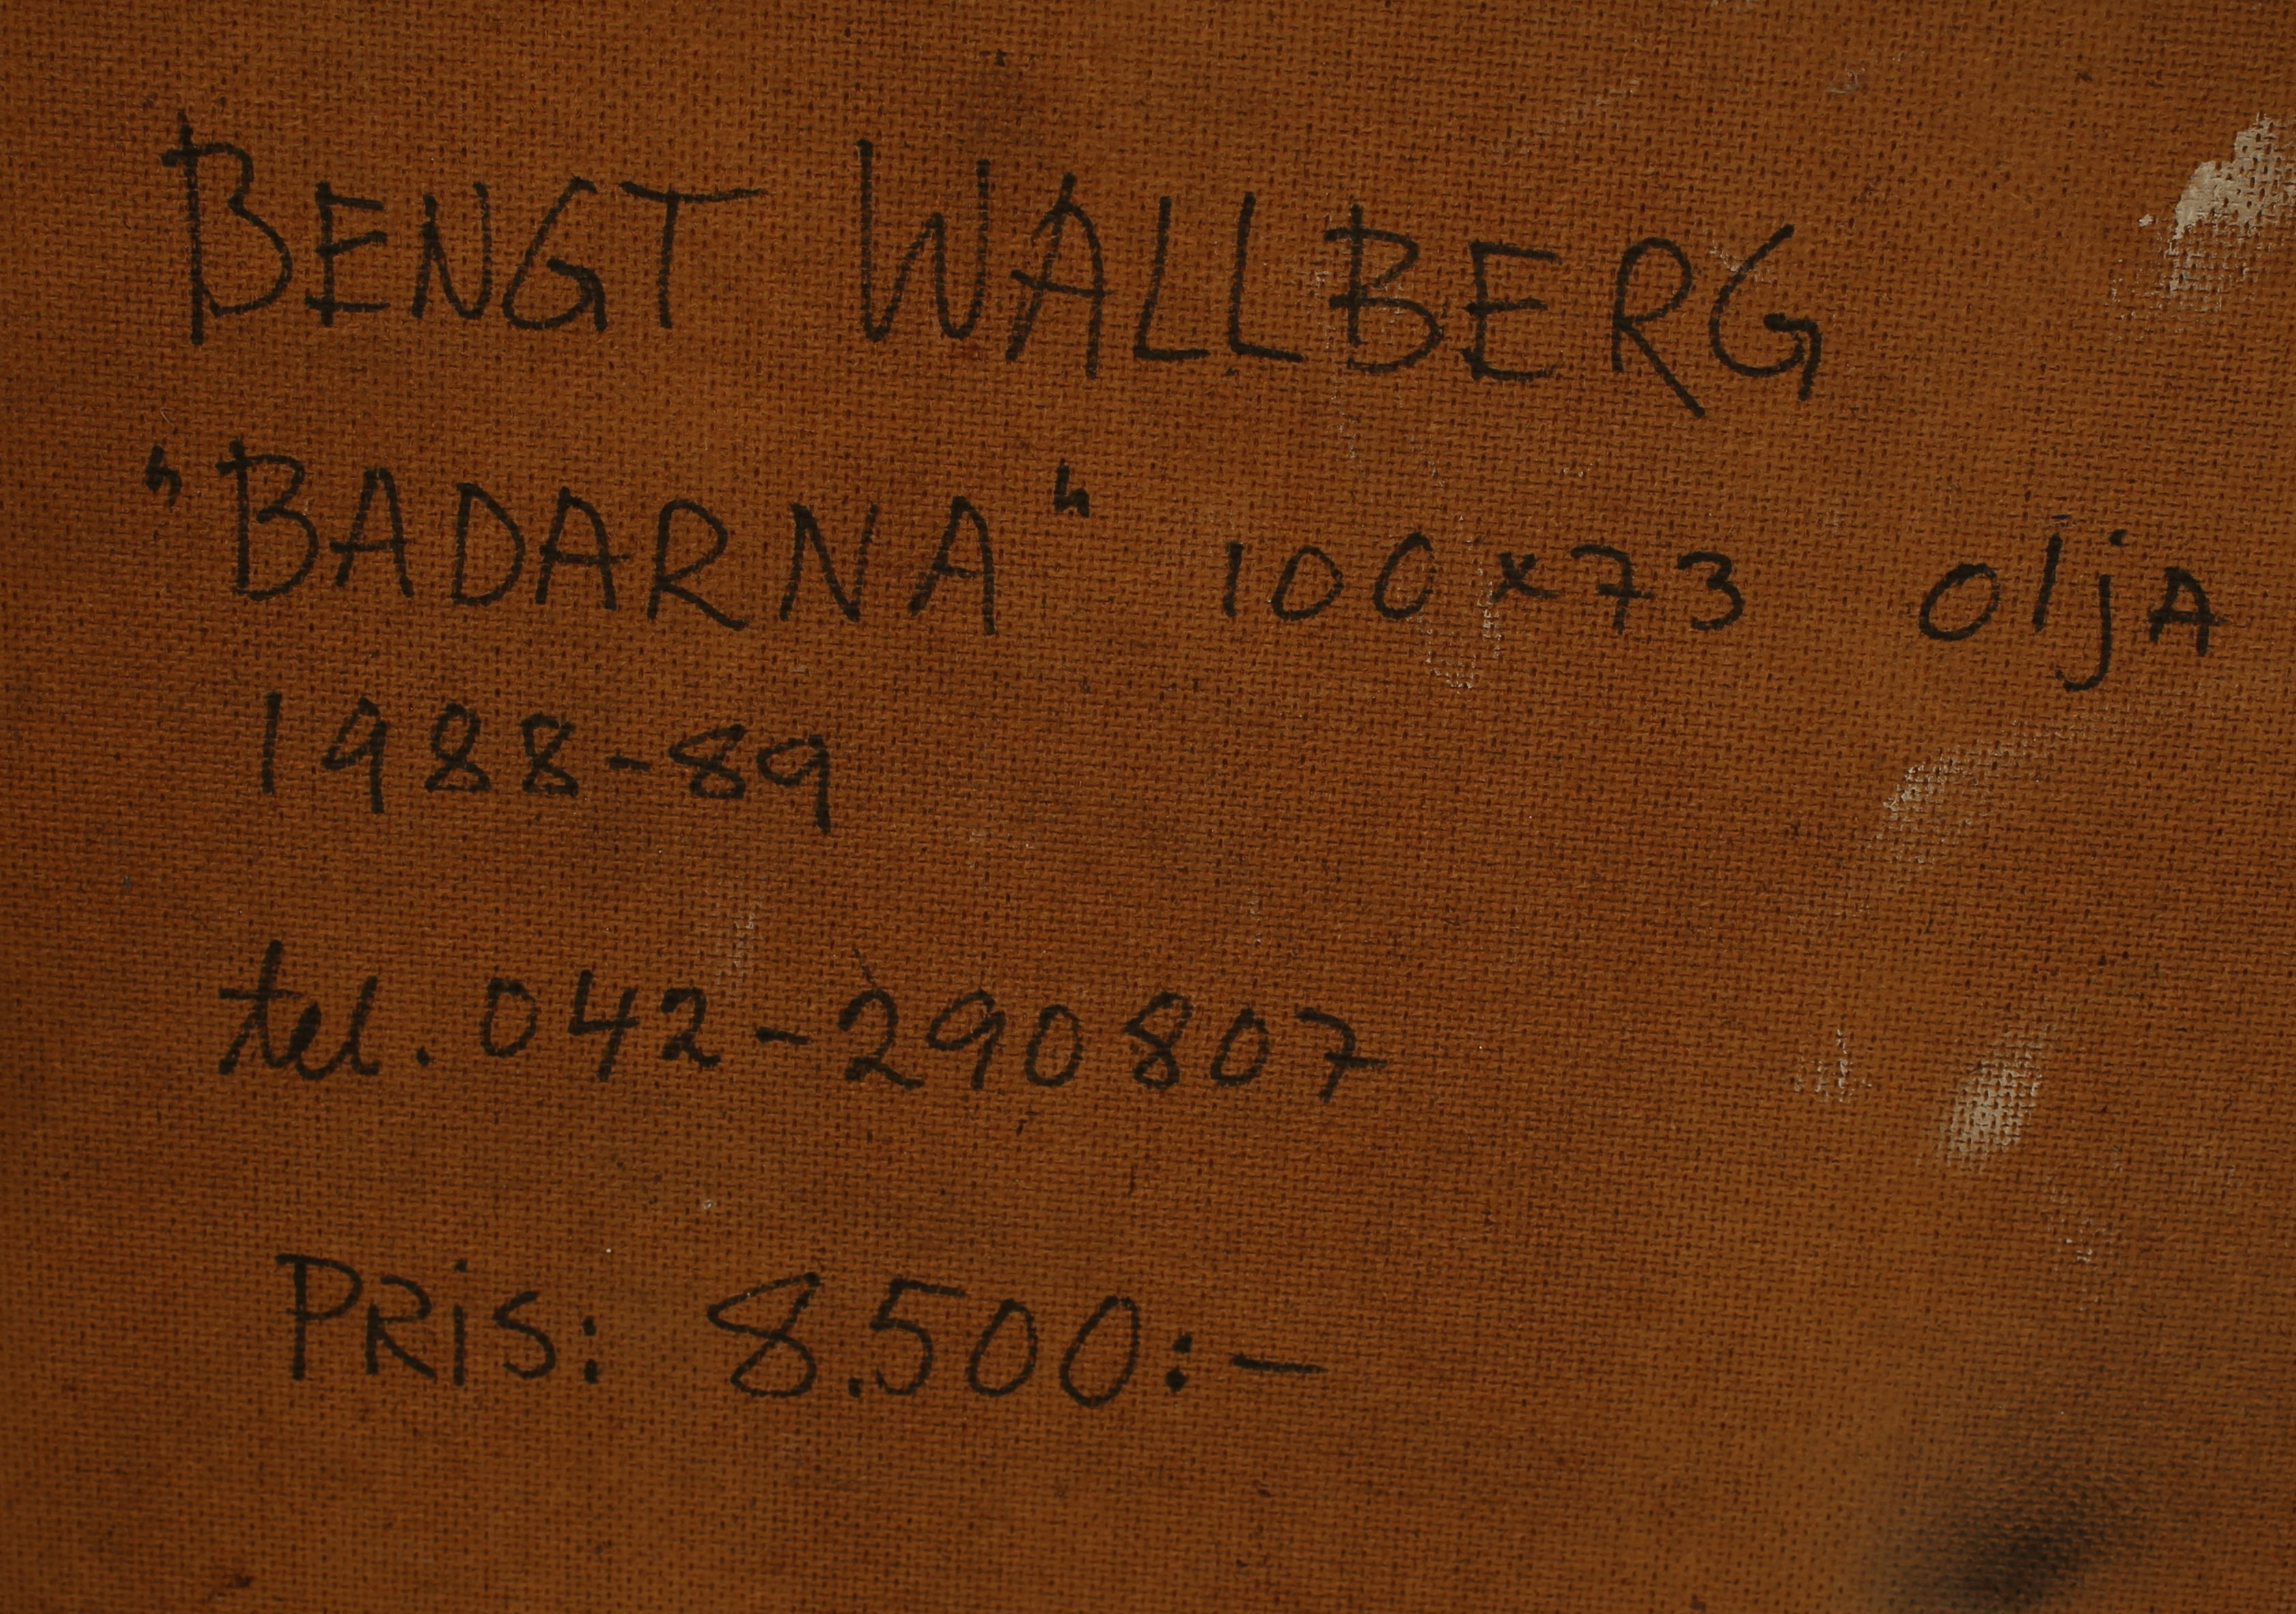 BENGT WALLBERG
"BADARNA" 100x73 oljA
1988-89
tel. 042-290807
PRiS: 8.500:-